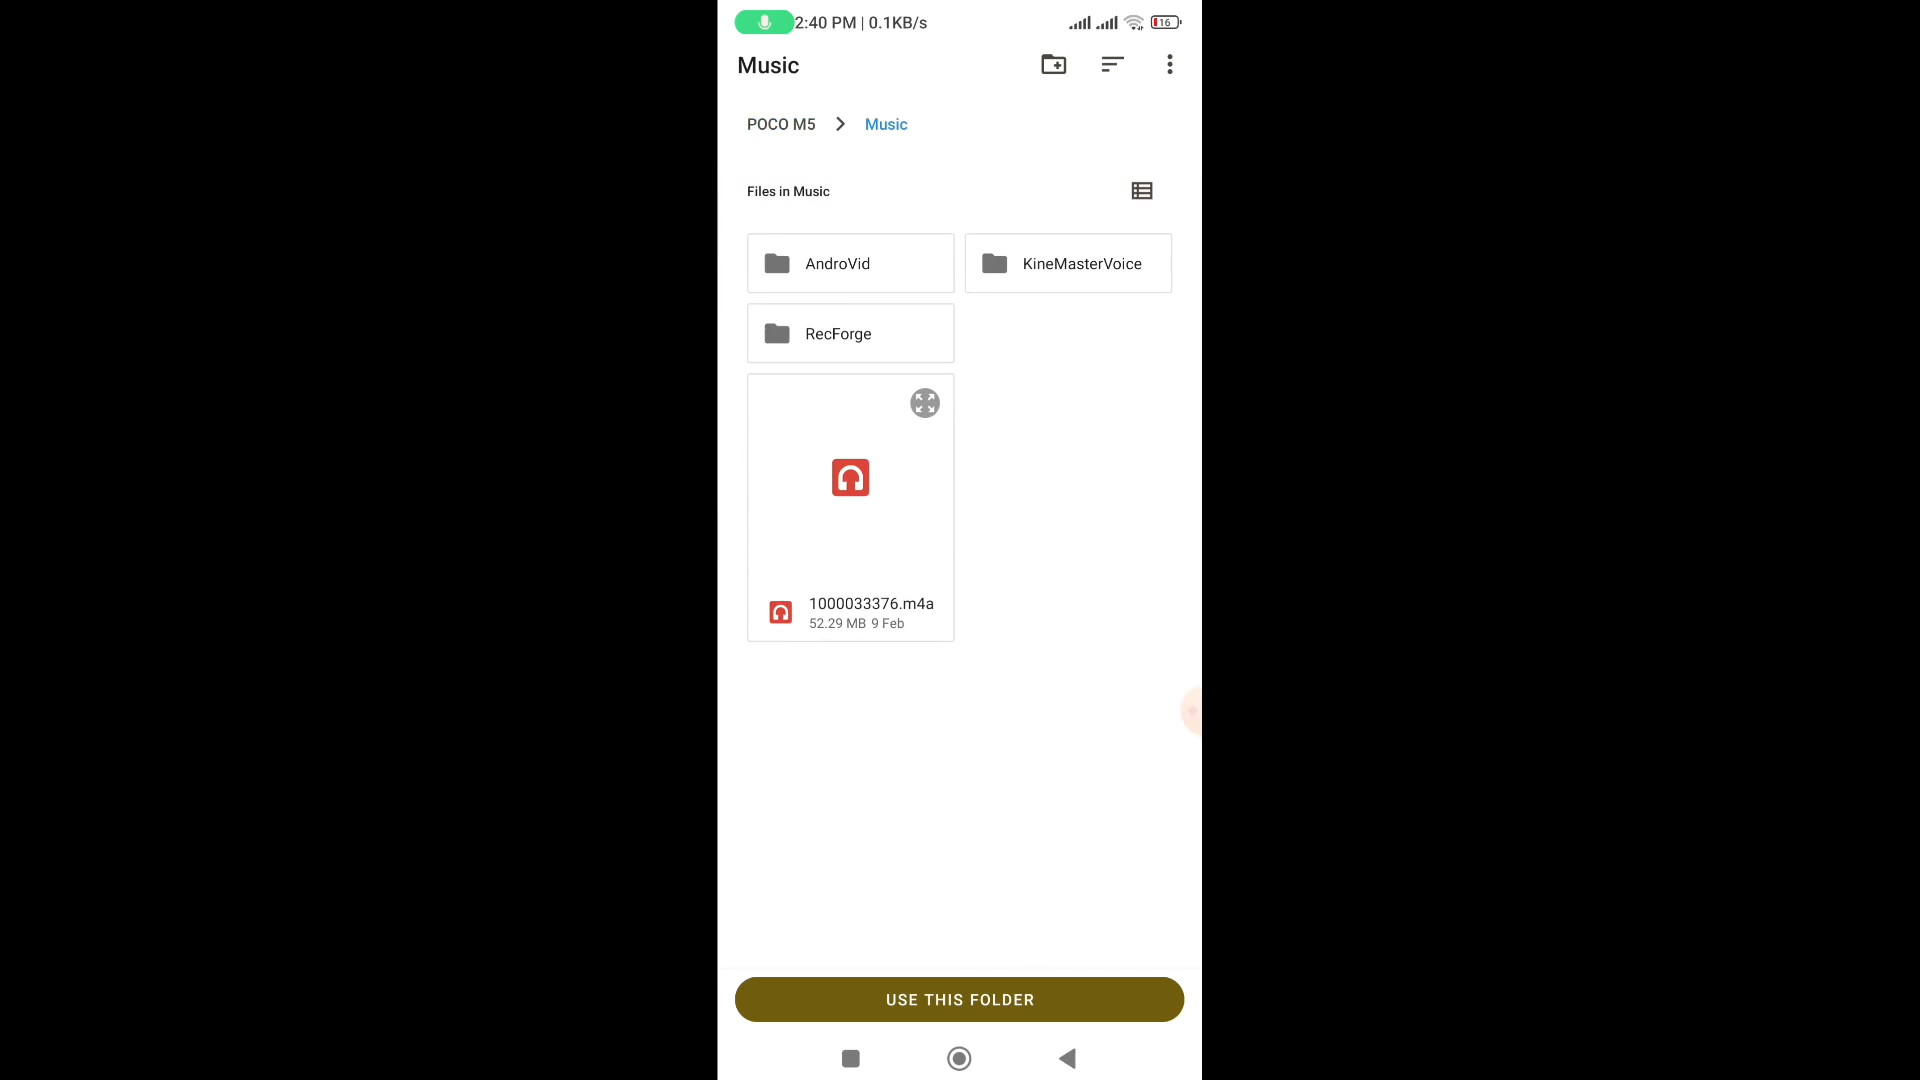 2:40 PM | 0.1KB/s
16
Music
POCO M5
Music
Files in Music
AndroVid
KineMasterVoice
RecForge
1000033376.m4a
52.29 MB 9 Feb
USE THIS FOLDER